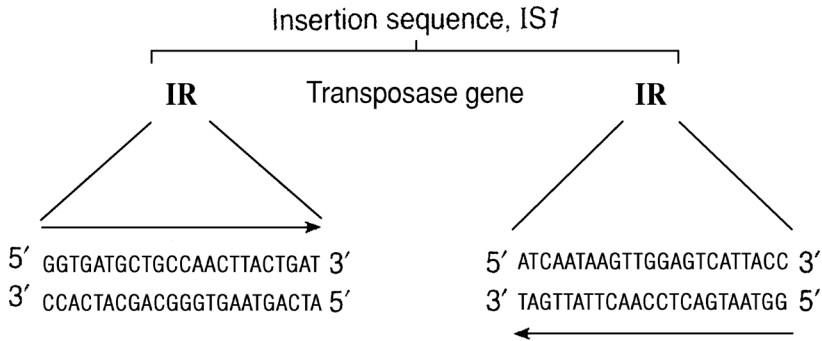 Insertion sequence, IS1
IR Transposase gene IR
5′ GGTGATGCTGCCAACTTACTGAT 3′ 5′ ATCAATAAGTTGGAGTCATTACC 3′
3′ CCACTACGACGGGTGAATGACTA 5′ 3′ TAGTTATTCAACCTCAGTAATGG 5′